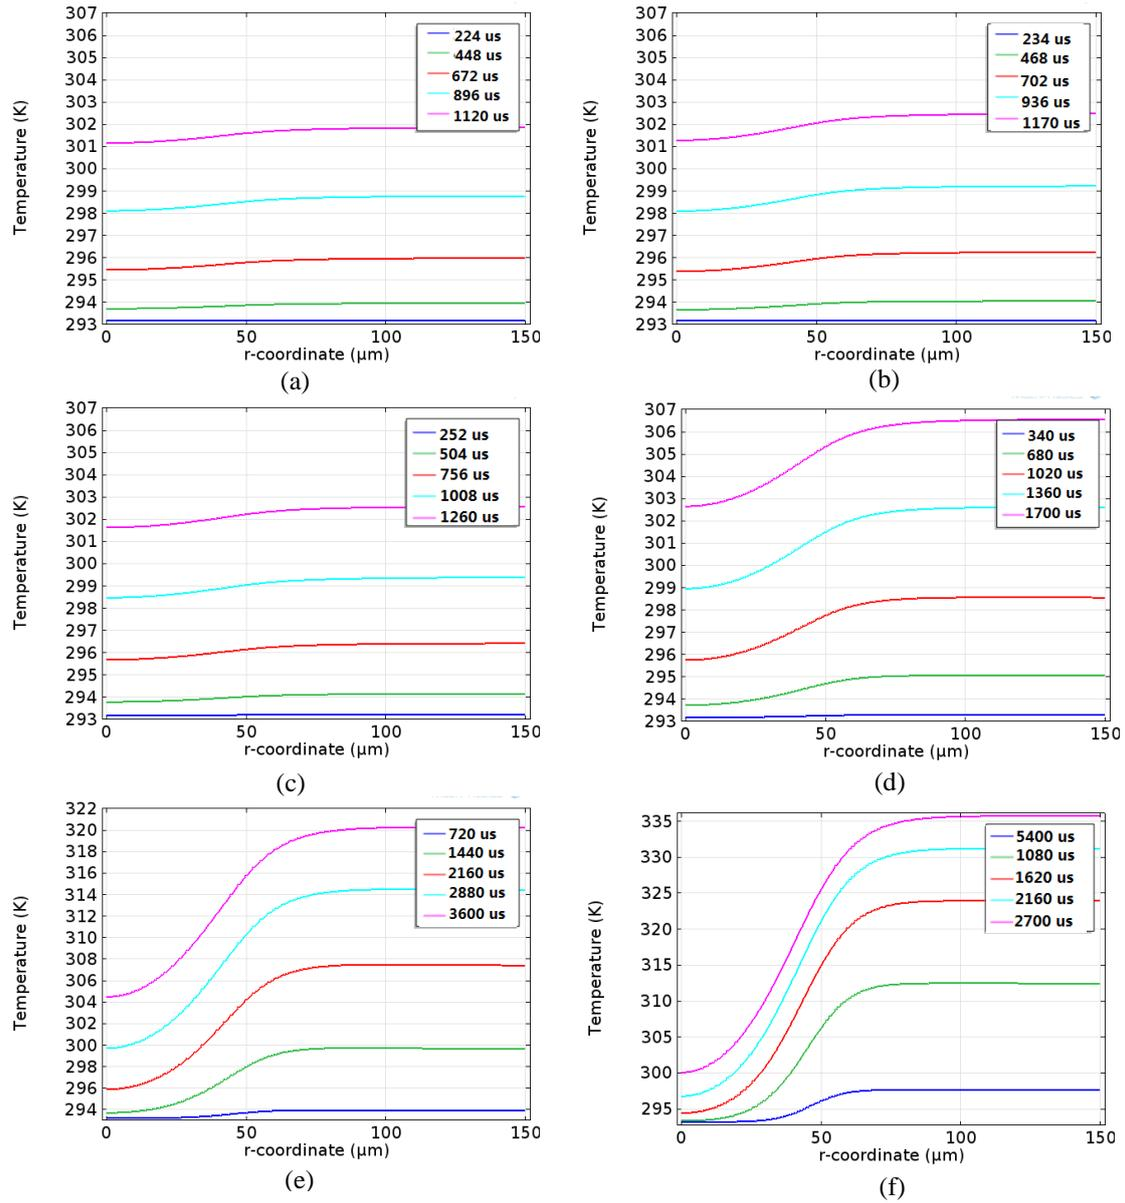 307
306
305
304
303
302
301
300
299
298
297
296
295
294
293
Temperature (K)
224 us
448 us
672 us
896 us
1120 us
0 50 100 150
r-coordinate (µm)
(a)
307
306
305
304
303
302
301
300
299
298
297
296
295
294
293
Temperature (K)
234 us
468 us
702 us
936 us
1170 us
0 50 100 150
r-coordinate (µm)
(b)
307
306
305
304
303
302
301
300
299
298
297
296
295
294
293
Temperature (K)
252 us
504 us
756 us
1008 us
1260 us
0 50 100 150
r-coordinate (µm)
(c)
307
306
305
304
303
302
301
300
299
298
297
296
295
294
293
Temperature (K)
340 us
680 us
1020 us
1360 us
1700 us
0 50 100 150
r-coordinate (µm)
(d)
322
320
318
316
314
312
310
308
306
304
302
300
298
296
294
Temperature (K)
720 us
1440 us
2160 us
2880 us
3600 us
0 50 100 150
r-coordinate (µm)
(e)
335
330
325
320
315
310
305
300
295
Temperature (K)
5400 us
1080 us
1620 us
2160 us
2700 us
0 50 100 150
r-coordinate (µm)
(f)